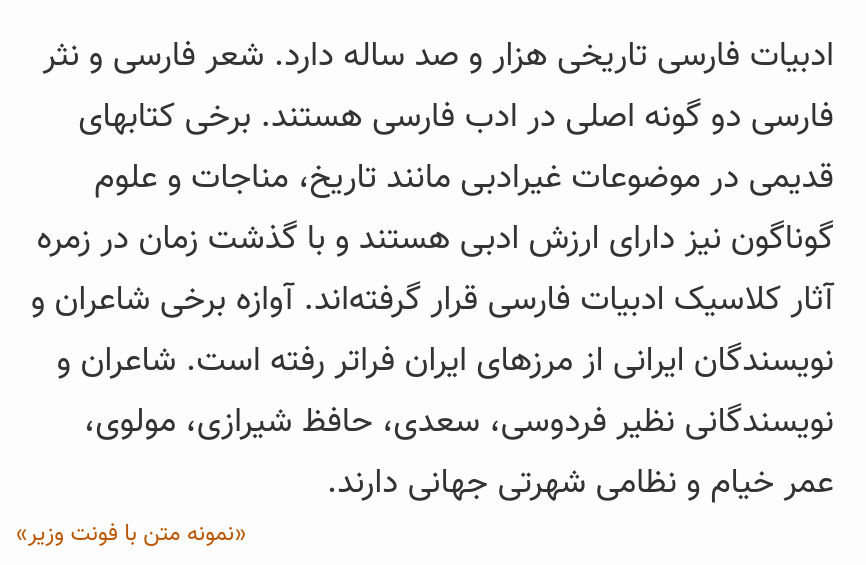 ادبیات فارسی تاریخی هزار و صد ساله دارد. شعر فارسی و نثر
فارسی دو گونه اصلی در ادب فارسی هستند. برخی کتابهای
قدیمی در موضوعات غیرادبی مانند تاریخ، مناجات و علوم
گوناگون نیز دارای ارزش ادبی هستند و با گذشت زمان در زمره
آثار کلاسیک ادبیات فارسی قرار گرفته‌اند. آوازه برخی شاعران و
نویسندگان ایرانی از مرزهای ایران فراتر رفته است. شاعران و
نویسندگانی نظیر فردوسی، سعدی، حافظ شیرازی، مولوی،
عمر خیام و نظامی شهرتی جهانی دارند.
«نمونه متن با فونت وزیر»